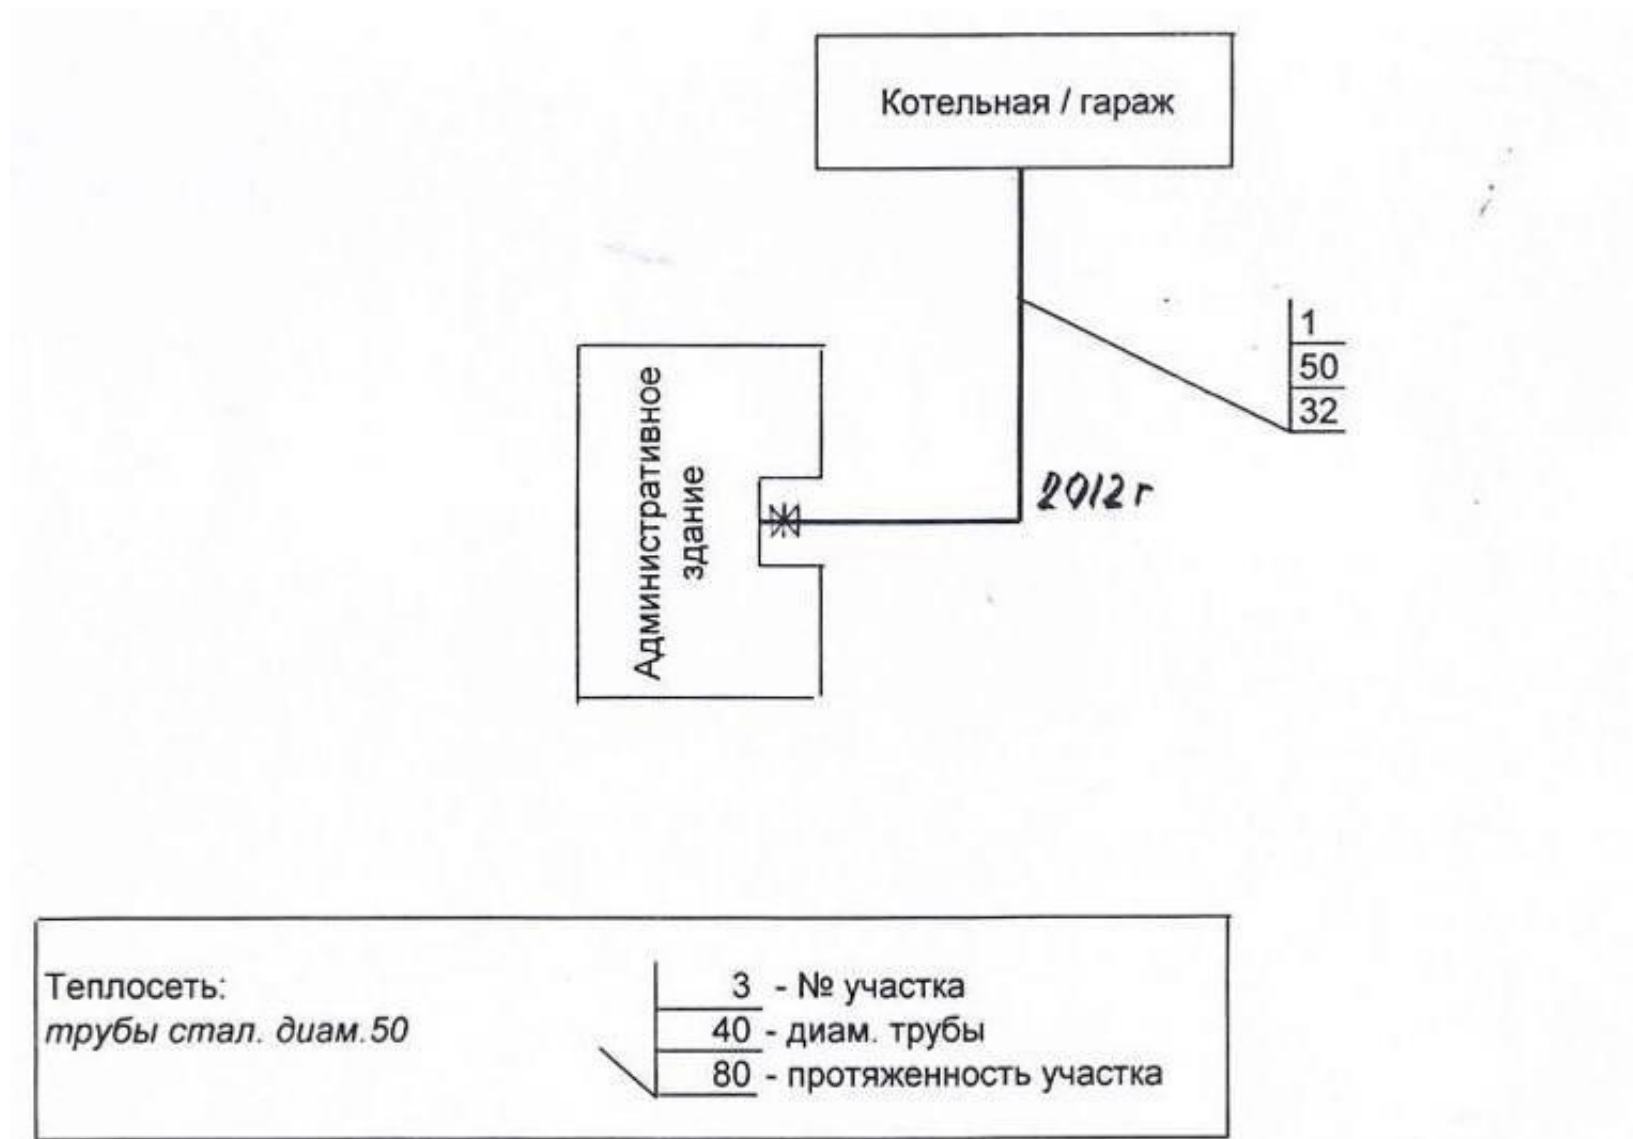 Котельная / гараж
1
50
32
Административное
здание
2012 г
Теплосеть:
трубы стал. диам.50
3 - № участка
40 - диам. трубы
80 - протяженность участка